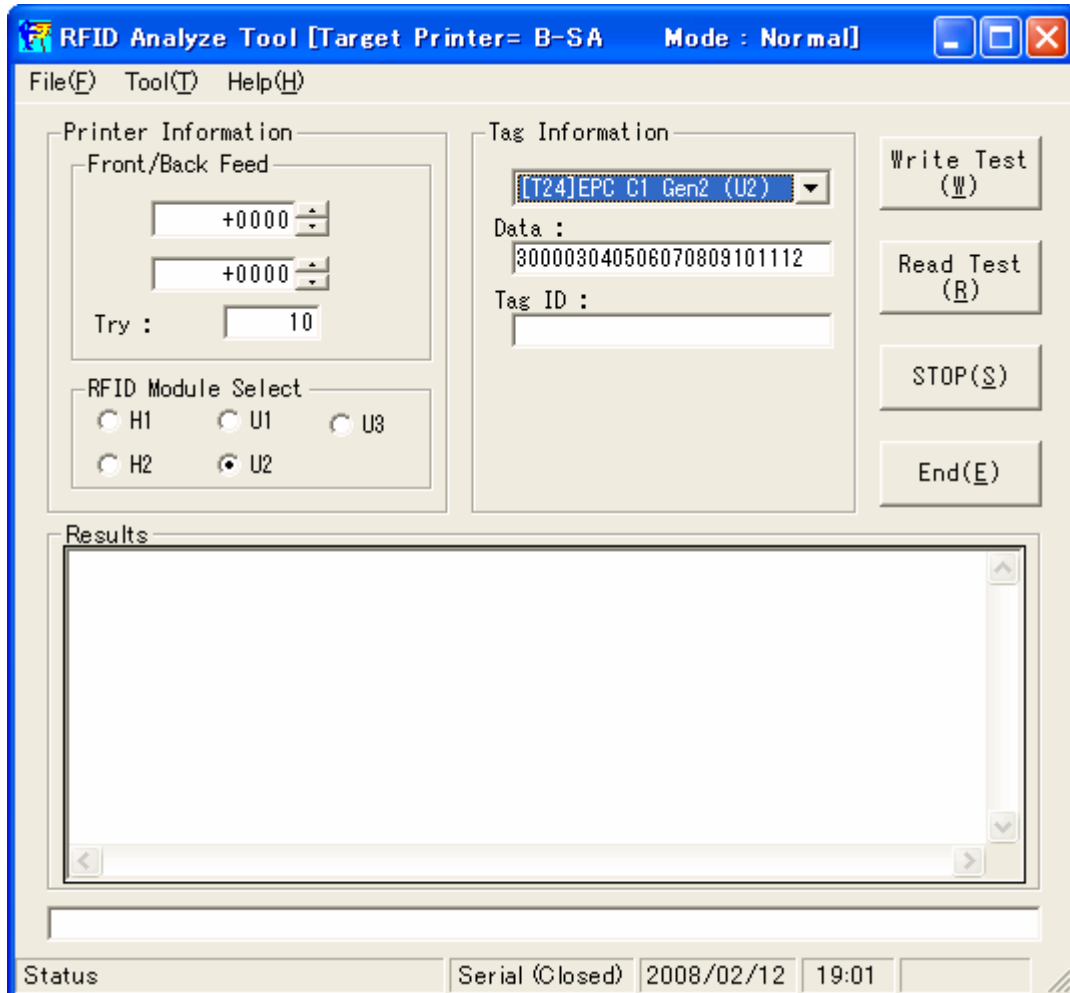 RFID Analyze Tool [Target Printer= B-SA Mode : Normal]
File(F) Tool(T) Help(H)
Printer Information
Front/Back Feed
+0000
+0000
Try : 10
RFID Module Select
H1 U1 U3
H2 U2
Tag Information
[T24]EPC C1 Gen2 (U2)
Data :
300003040506070809101112
Tag ID :
Write Test
(W)
Read Test
(R)
STOP(S)
End(E)
Results
Status Serial (Closed) 2008/02/12 19:01